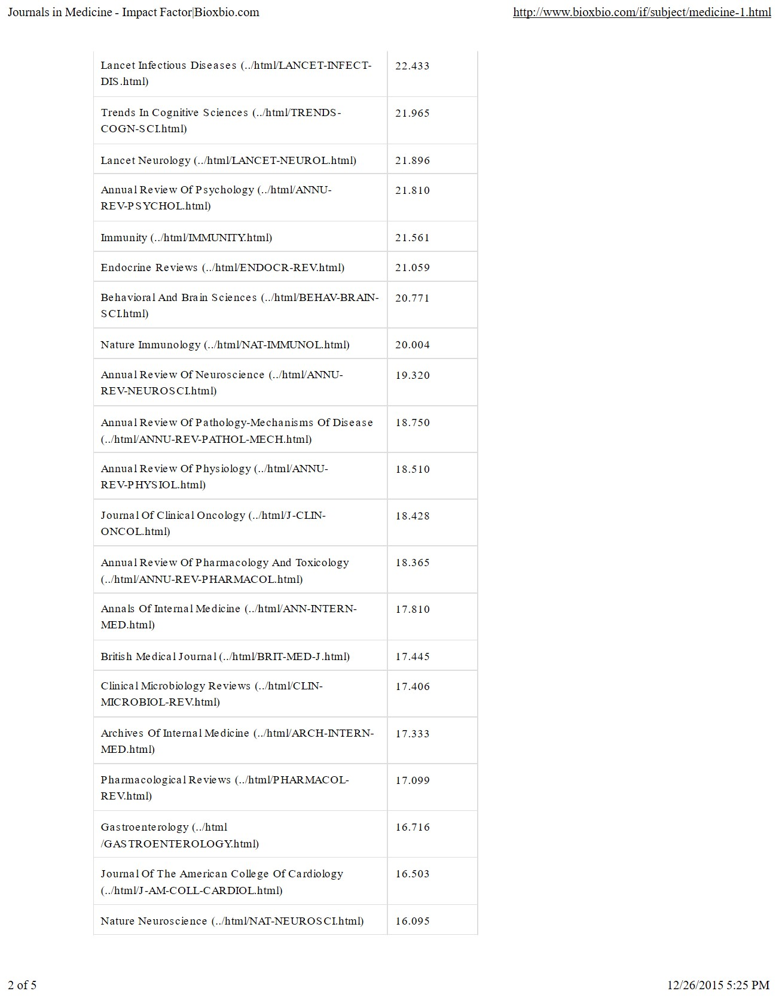 Journals in Medicine - Impact Factor|Bioxbio.com http://www.bioxbio.com/if/subject/medicine-1.html
Lancet Infectious Diseases (../html/LANCET-INFECT- 22.433
DIS.html)
Trends In Cognitive Sciences (../html/TRENDS- 21.965
COGN-SCI.html)
Lancet Neurology (../html/LANCET-NEUROL.html) 21.896
Annual Review Of Psychology (../html/ANNU- 21.810
REV-PSYCHOL.html)
Immunity (../html/IMMUNITY.html) 21.561
Endocrine Reviews (../html/ENDOCR-REV.html) 21.059
Behavioral And Brain Sciences (../html/BEHAV-BRAIN- 20.771
SCI.html)
Nature Immunology (../html/NAT-IMMUNOL.html) 20.004
Annual Review Of Neuroscience (../html/ANNU- 19.320
REV-NEUROSCI.html)
Annual Review Of Pathology-Mechanisms Of Disease 18.750
(../html/ANNU-REV-PATHOL-MECH.html)
Annual Review Of Physiology (../html/ANNU- 18.510
REV-PHYSIOL.html)
Journal Of Clinical Oncology (../html/J-CLIN- 18.428
ONCOL.html)
Annual Review Of Pharmacology And Toxicology 18.365
(../html/ANNU-REV-PHARMACOL.html)
Annals Of Internal Medicine (../html/ANN-INTERN- 17.810
MED.html)
British Medical Journal (../html/BRIT-MED-J.html) 17.445
Clinical Microbiology Reviews (../html/CLIN- 17.406
MICROBIOL-REV.html)
Archives Of Internal Medicine (../html/ARCH-INTERN- 17.333
MED.html)
Pharmacological Reviews (../html/PHARMACOL- 17.099
REV.html)
Gastroenterology (../html 16.716
/GASTROENTEROLOGY.html)
Journal Of The American College Of Cardiology 16.503
(../html/J-AM-COLL-CARDIOL.html)
Nature Neuroscience (../html/NAT-NEUROSCI.html) 16.095
2 of 5 12/26/2015 5:25 PM